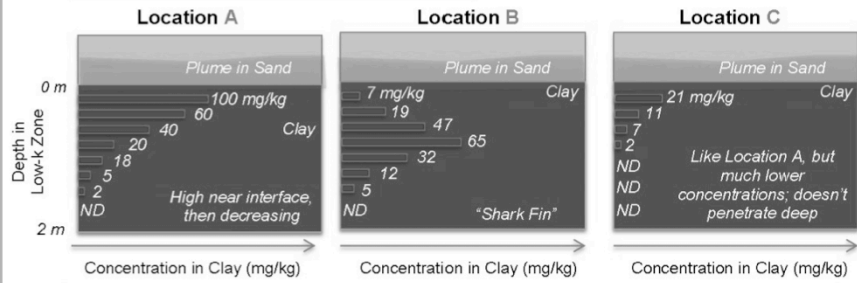 Location A
Location B
Location C
Plume in Sand
Plume in Sand
Plume in Sand
0 m
Depth in
Low-k Zone
2 m
100 mg/kg
60
40
Clay
20
18
5
2
ND
High near interface,
then decreasing
7 mg/kg
Clay
19
47
65
32
12
5
ND
"Shark Fin"
21 mg/kg
Clay
11
7
2
ND
ND
ND
Like Location A, but
much lower
concentrations; doesn't
penetrate deep
Concentration in Clay (mg/kg)
Concentration in Clay (mg/kg)
Concentration in Clay (mg/kg)